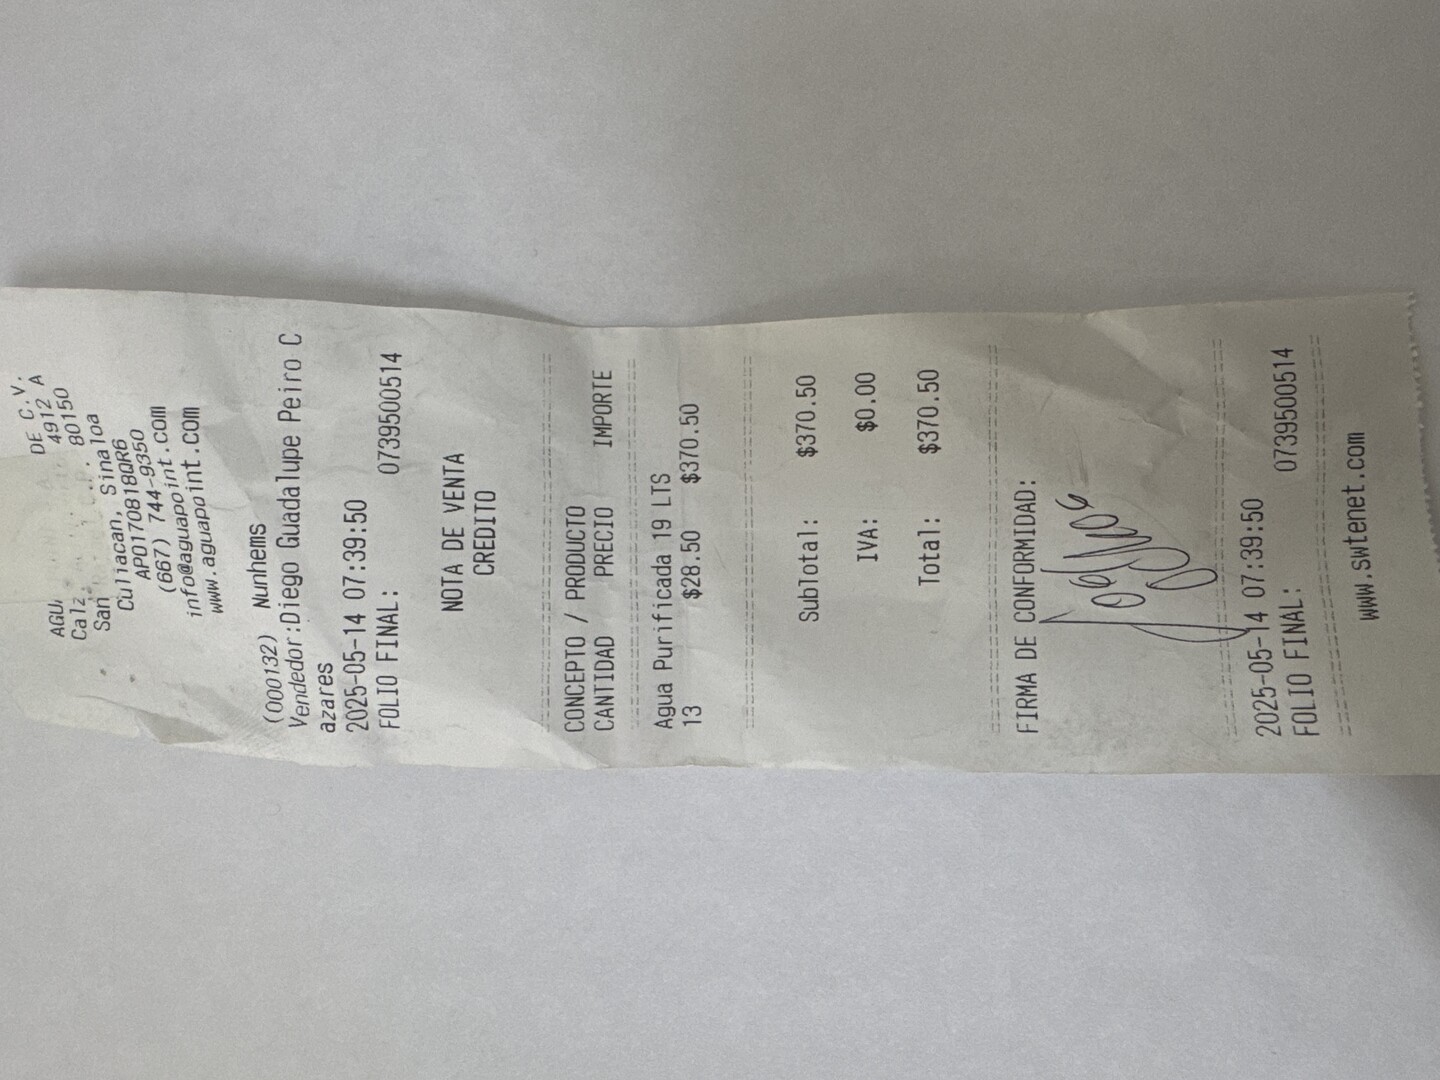 DE C.V.
Calz. 4912 A
San 80150
Culiacan, Sinaloa
APO170818QR6
(667) 744-9350
info@aguapoint.com
www.aguapoint.com
(000132) Nunhems
Vendedor:Diego Guadalupe Peiro C
azares
2025-05-14 07:39:50
FOLIO FINAL: 0739500514
NOTA DE VENTA
CREDITO
CONCEPTO / PRODUCTO
CANTIDAD PRECIO IMPORTE
Agua Purificada 19 LTS
13 $28.50 $370.50
Subtotal: $370.50
IVA: $0.00
Total: $370.50
FIRMA DE CONFORMIDAD:
2025-05-14 07:39:50
FOLIO FINAL: 0739500514
www.swtenet.com